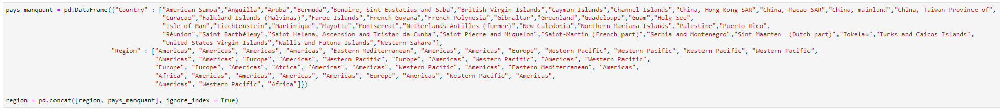 pays_manquant = pd.DataFrame({"Country" : ["American Samoa","Anguilla","Aruba","Bermuda","Bonaire, Sint Eustatius and Saba","British Virgin Islands","Cayman Islands","Channel Islands","China, Hong Kong SAR","China, Macao SAR","China, mainland","China, Taiwan Province of",
"Curaçao","Falkland Islands (Malvinas)","Faroe Islands","French Guyana","French Polynesia","Gibraltar","Greenland","Guadeloupe","Guam","Holy See",
"Isle of Man","Liechtenstein","Martinique","Mayotte","Montserrat","Netherlands Antilles (former)","New Caledonia","Northern Mariana Islands","Palestine","Puerto Rico",
"Réunion","Saint Barthélemy","Saint Helena, Ascension and Tristan da Cunha","Saint Pierre and Miquelon","Saint-Martin (French part)","Serbia and Montenegro","Sint Maarten  (Dutch part)","Tokelau","Turks and Caicos Islands",
"United States Virgin Islands","Wallis and Futuna Islands","Western Sahara"],
"Region" : ["Americas", "Americas", "Americas", "Americas", "Eastern Mediterranean", "Americas", "Americas", "Europe", "Western Pacific", "Western Pacific", "Western Pacific", "Western Pacific",
"Americas", "Americas", "Europe", "Americas", "Western Pacific", "Europe", "Americas", "Western Pacific", "Americas", "Western Pacific",
"Europe", "Europe", "Americas", "Africa", "Americas", "Americas", "Western Pacific", "Americas", "Eastern Mediterranean", "Americas",
"Africa", "Americas", "Americas", "Americas", "Americas", "Europe", "Americas", "Western Pacific", "Americas",
"Americas", "Western Pacific", "Africa"]})
region = pd.concat([region, pays_manquant], ignore_index = True)